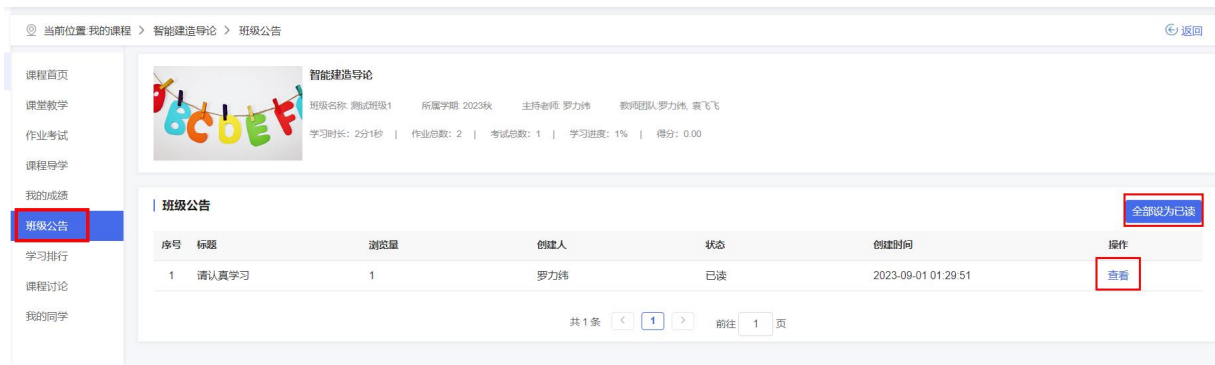 当前位置:我的课程 > 智能建造导论 > 班级公告
返回
课程首页
课堂教学
作业考试
课程导学
我的成绩
班级公告
学习排行
课程讨论
我的同学
ABCDEF
智能建造导论
班级名称: 测试班级1 所属学期: 2023秋 主持老师: 罗力纬 教师团队:罗力纬, 袁飞飞
学习时长: 2分1秒 | 作业总数: 2 | 考试总数: 1 | 学习进度: 1% | 得分: 0.00
班级公告
全部设为已读
序号 标题 浏览量 创建人 状态 创建时间 操作
1 请认真学习 1 罗力纬 已读 2023-09-01 01:29:51 查看
共1条 < 1 > 前往 1 页